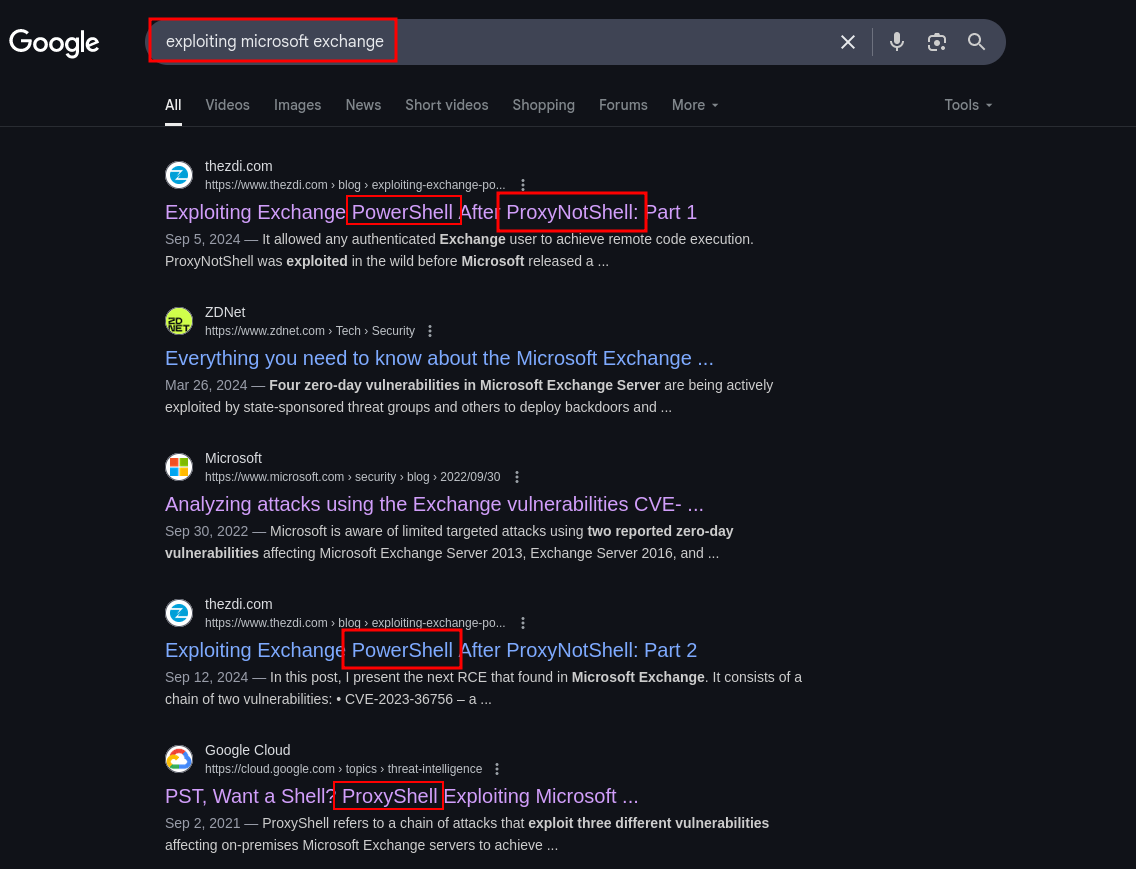 Google
exploiting microsoft exchange
All Videos Images News Short videos Shopping Forums More Tools
thezdi.com
https://www.thezdi.com › blog › exploiting-exchange-po...
Exploiting Exchange PowerShell After ProxyNotShell: Part 1
Sep 5, 2024 — It allowed any authenticated Exchange user to achieve remote code execution.
ProxyNotShell was exploited in the wild before Microsoft released a ...
ZD
NET
ZDNet
https://www.zdnet.com › Tech › Security
Everything you need to know about the Microsoft Exchange ...
Mar 26, 2024 — Four zero-day vulnerabilities in Microsoft Exchange Server are being actively
exploited by state-sponsored threat groups and others to deploy backdoors and ...
Microsoft
https://www.microsoft.com › security › blog › 2022/09/30
Analyzing attacks using the Exchange vulnerabilities CVE- ...
Sep 30, 2022 — Microsoft is aware of limited targeted attacks using two reported zero-day
vulnerabilities affecting Microsoft Exchange Server 2013, Exchange Server 2016, and ...
thezdi.com
https://www.thezdi.com › blog › exploiting-exchange-po...
Exploiting Exchange PowerShell After ProxyNotShell: Part 2
Sep 12, 2024 — In this post, I present the next RCE that found in Microsoft Exchange. It consists of a
chain of two vulnerabilities: • CVE-2023-36756 – a ...
Google Cloud
https://cloud.google.com › topics › threat-intelligence
PST, Want a Shell? ProxyShell Exploiting Microsoft ...
Sep 2, 2021 — ProxyShell refers to a chain of attacks that exploit three different vulnerabilities
affecting on-premises Microsoft Exchange servers to achieve ...